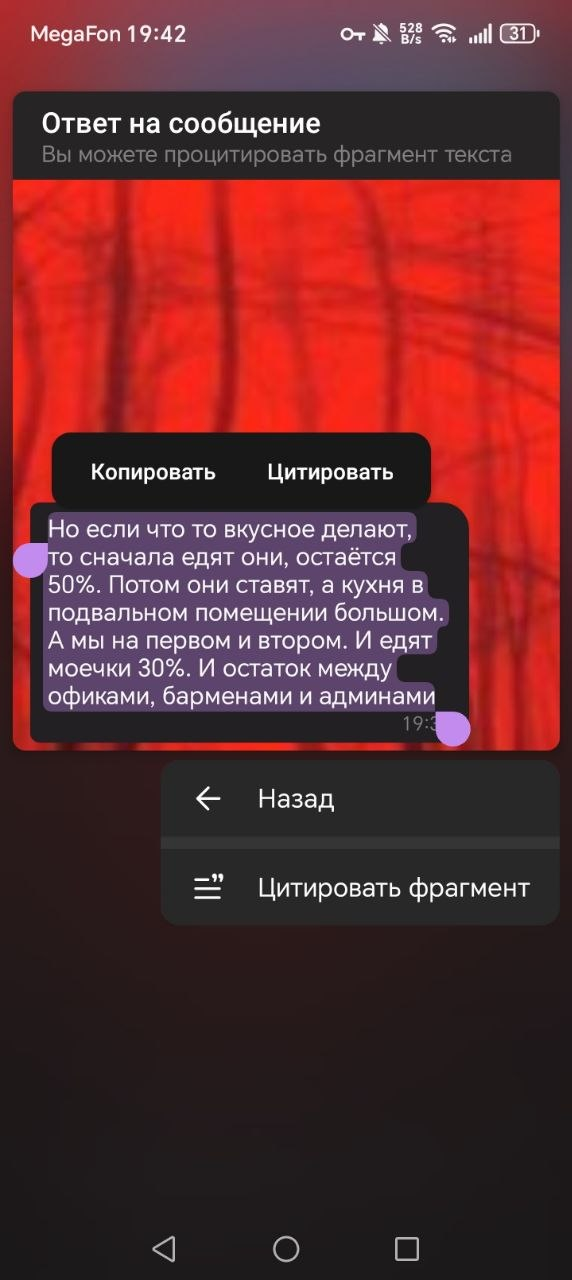 MegaFon 19:42
528
B/s
31
Ответ на сообщение
Вы можете процитировать фрагмент текста
Копировать Цитировать
Но если что то вкусное делают,
то сначала едят они, остаётся
50%. Потом они ставят, а кухня в
подвальном помещении большом.
А мы на первом и втором. И едят
моечки 30%. И остаток между
официками, барменами и админами
Назад
Цитировать фрагмент